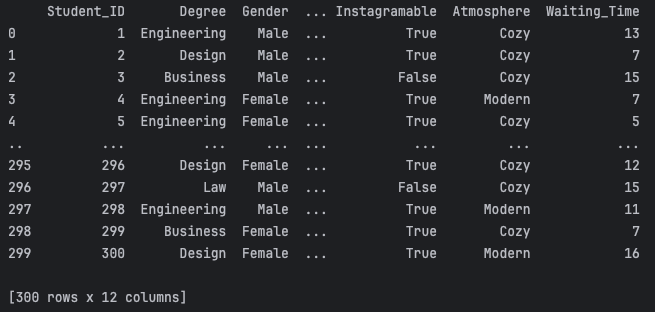 Student_ID Degree Gender ... Instagramable Atmosphere Waiting_Time
0 1 Engineering Male ... True Cozy 13
1 2 Design Male ... True Cozy 7
2 3 Business Male ... False Cozy 15
3 4 Engineering Female ... True Modern 7
4 5 Engineering Female ... True Cozy 5
.. ... ... ... ... ... ... ...
295 296 Design Female ... True Cozy 12
296 297 Law Male ... False Cozy 15
297 298 Engineering Male ... True Modern 11
298 299 Business Female ... True Cozy 7
299 300 Design Female ... True Modern 16
[300 rows x 12 columns]